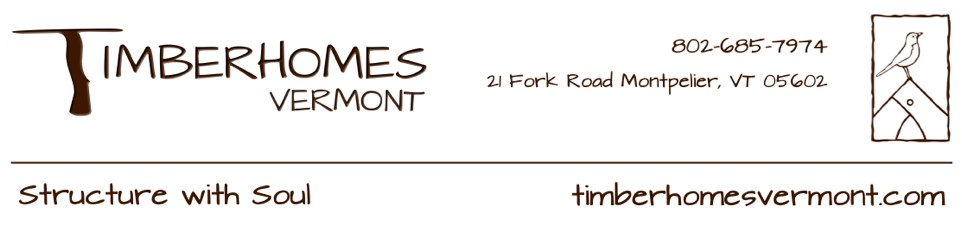 TIMBERHOMES
VERMONT
802-685-7974
21 Fork Road Montpelier, VT 05602
Structure with Soul
timberhomesvermont.com